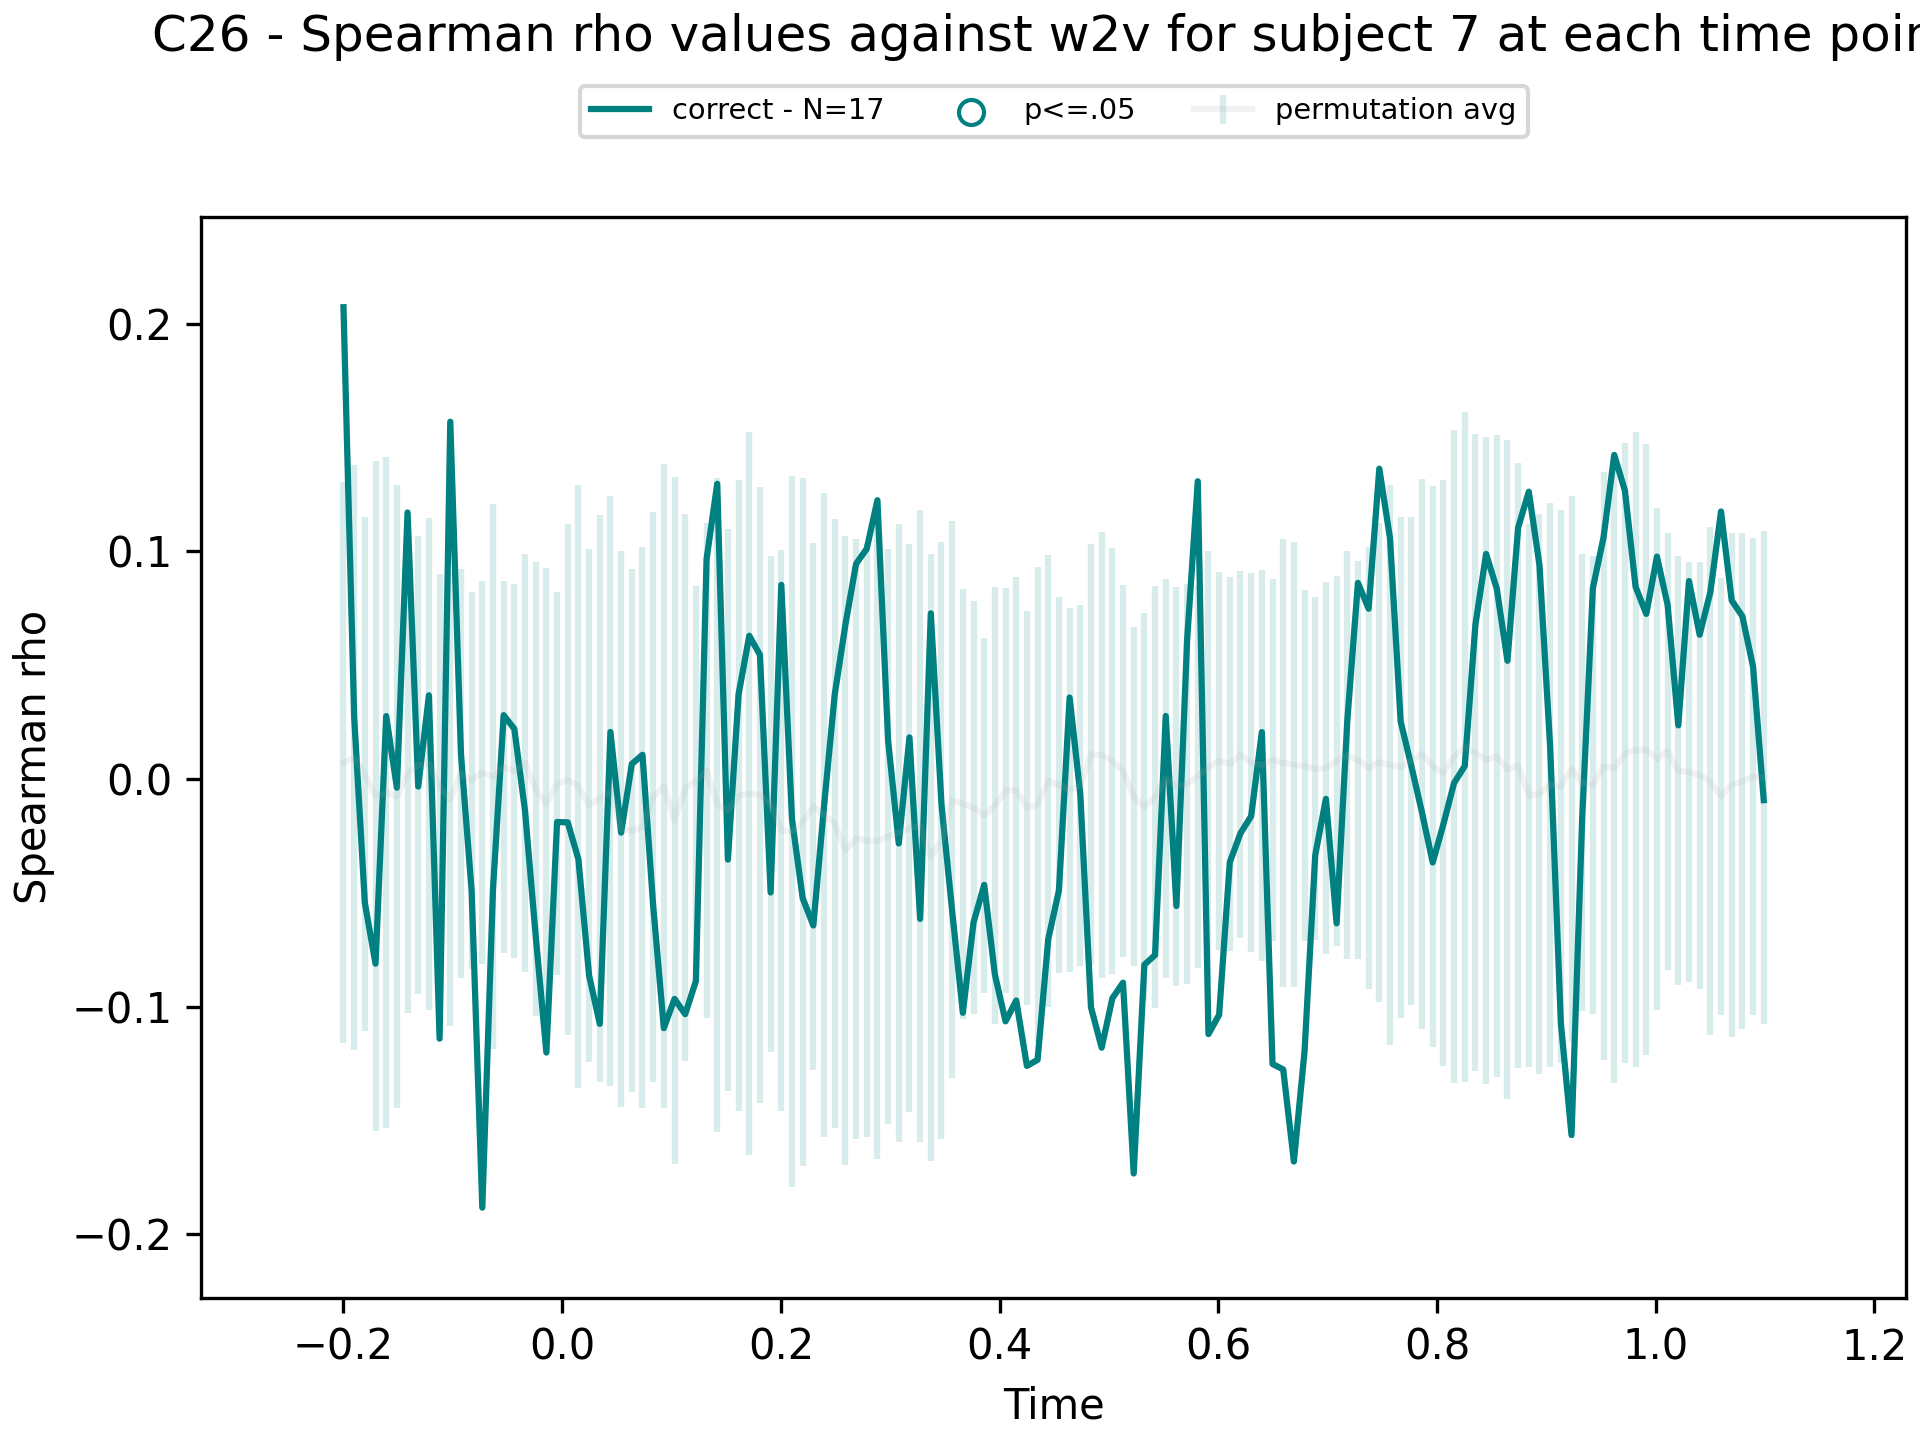 C26 - Spearman rho values against w2v for subject 7 at each time poin
correct - N=17
p<=.05
permutation avg
0.2
0.1
0.0
−0.1
−0.2
Spearman rho
−0.2
0.0
0.2
0.4
0.6
0.8
1.0
1.2
Time